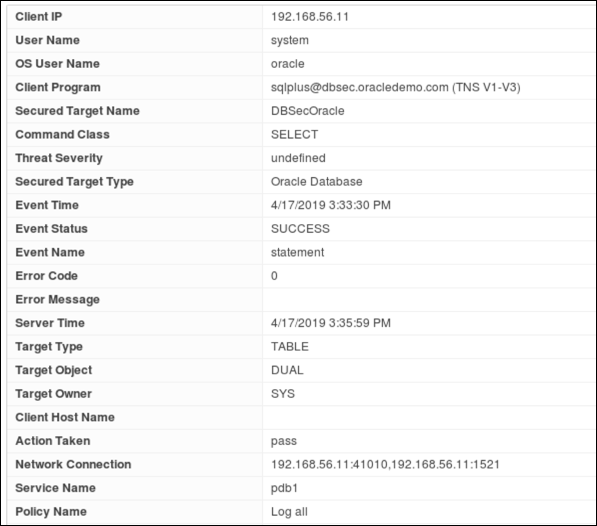 Client IP 192.168.56.11
User Name system
OS User Name oracle
Client Program sqlplus@dbsec.oracledemo.com (TNS V1-V3)
Secured Target Name DBSecOracle
Command Class SELECT
Threat Severity undefined
Secured Target Type Oracle Database
Event Time 4/17/2019 3:33:30 PM
Event Status SUCCESS
Event Name statement
Error Code 0
Error Message
Server Time 4/17/2019 3:35:59 PM
Target Type TABLE
Target Object DUAL
Target Owner SYS
Client Host Name
Action Taken pass
Network Connection 192.168.56.11:41010,192.168.56.11:1521
Service Name pdb1
Policy Name Log all